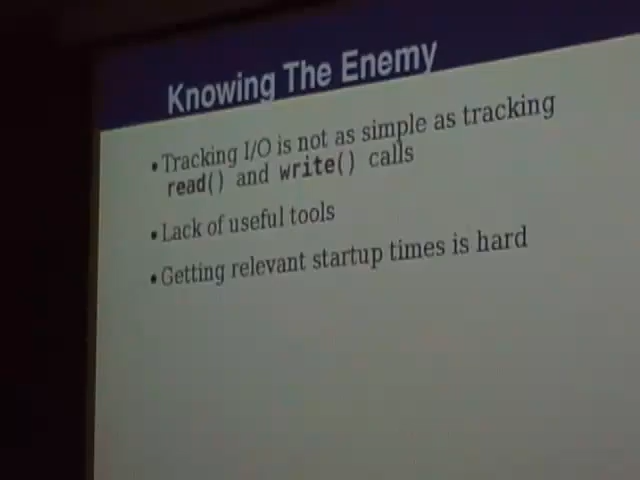 Knowing The Enemy
• Tracking I/O is not as simple as tracking
read() and write() calls
• Lack of useful tools
• Getting relevant startup times is hard